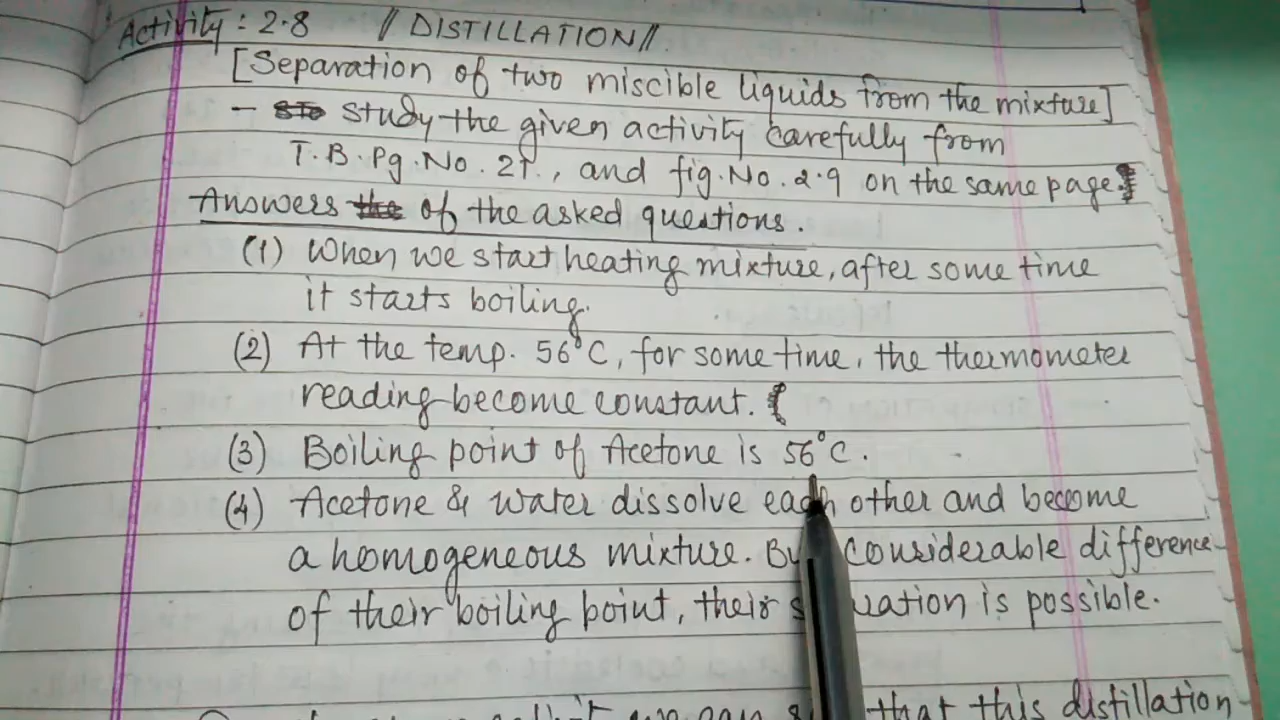 Activity : 2.8 // DISTILLATION //
[Separation of two miscible liquids from the mixture]
- study the given activity carefully from
T.B. Pg. No. 21., and fig. No. 2.9 on the same page.
Answers of the asked questions.
(1) When we start heating mixture, after some time
it starts boiling.
(2) At the temp. 56°C, for some time, the thermometer
reading become constant.
(3) Boiling point of Acetone is 56°C.
(4) Acetone & water dissolve each other and become
a homogeneous mixture. considerable difference
of their boiling point, their is possible.
that this distillation